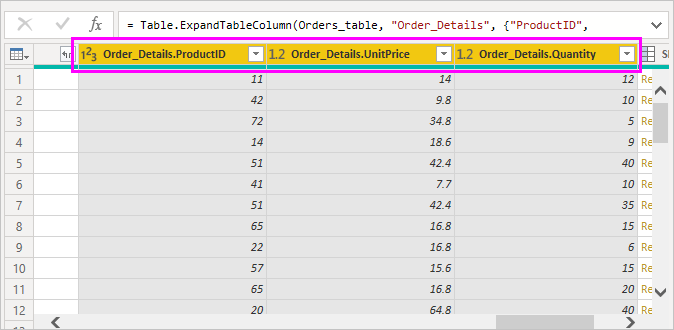 fx = Table.ExpandTableColumn(Orders_table, "Order_Details", {"ProductID",
1²3 Order_Details.ProductID 1.2 Order_Details.UnitPrice 1.2 Order_Details.Quantity
1 11 14 12 Re
2 42 9.8 10 Re
3 72 34.8 5 Re
4 14 18.6 9 Re
5 51 42.4 40 Re
6 41 7.7 10 Re
7 51 42.4 35 Re
8 65 16.8 15 Re
9 22 16.8 6 Re
10 57 15.6 15 Re
11 65 16.8 20 Re
12 20 64.8 40 Re